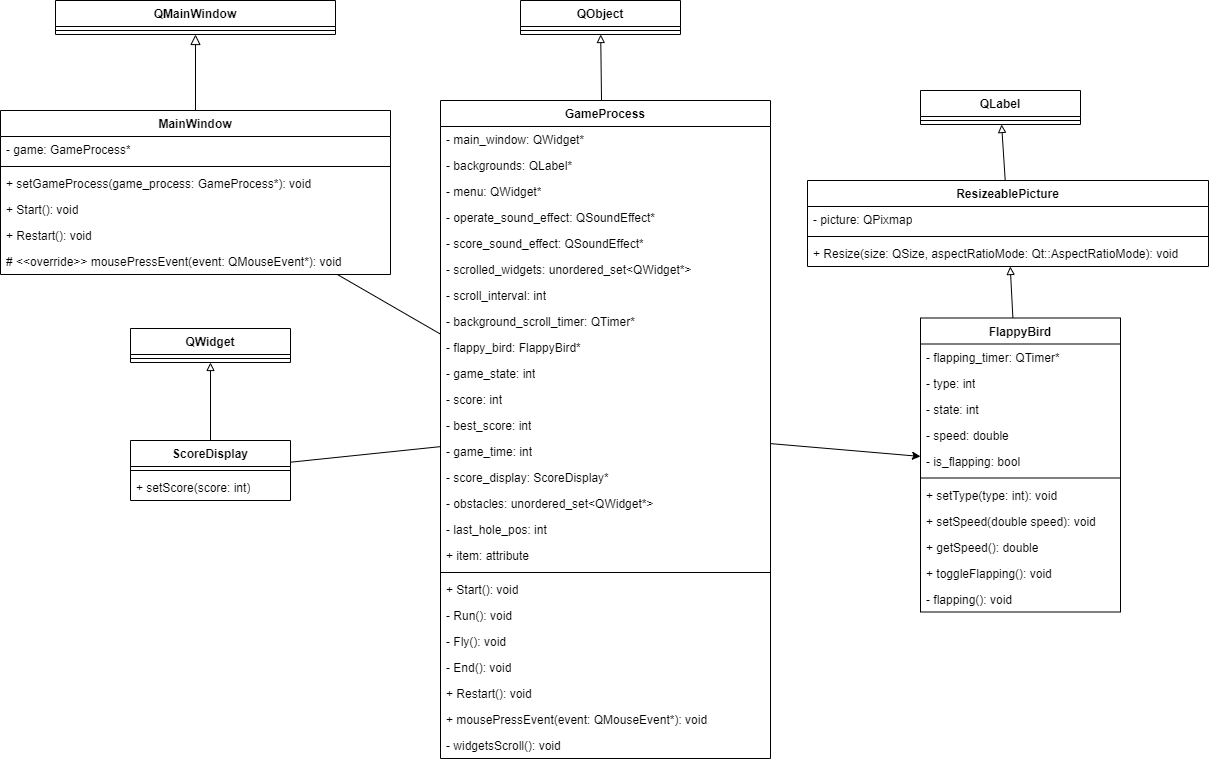 QMainWindow
MainWindow
- game: GameProcess*
+ setGameProcess(game_process: GameProcess*): void
+ Start(): void
+ Restart(): void
# <<override>> mousePressEvent(event: QMouseEvent*): void
QWidget
ScoreDisplay
+ setScore(score: int)
QObject
GameProcess
- main_window: QWidget*
- backgrounds: QLabel*
- menu: QWidget*
- operate_sound_effect: QSoundEffect*
- score_sound_effect: QSoundEffect*
- scrolled_widgets: unordered_set<QWidget*>
- scroll_interval: int
- background_scroll_timer: QTimer*
- flappy_bird: FlappyBird*
- game_state: int
- score: int
- best_score: int
- game_time: int
- score_display: ScoreDisplay*
- obstacles: unordered_set<QWidget*>
- last_hole_pos: int
+ item: attribute
+ Start(): void
- Run(): void
- Fly(): void
- End(): void
+ Restart(): void
+ mousePressEvent(event: QMouseEvent*): void
- widgetsScroll(): void
QLabel
ResizeablePicture
- picture: QPixmap
+ Resize(size: QSize, aspectRatioMode: Qt::AspectRatioMode): void
FlappyBird
- flapping_timer: QTimer*
- type: int
- state: int
- speed: double
- is_flapping: bool
+ setType(type: int): void
+ setSpeed(double speed): void
+ getSpeed(): double
+ toggleFlapping(): void
- flapping(): void